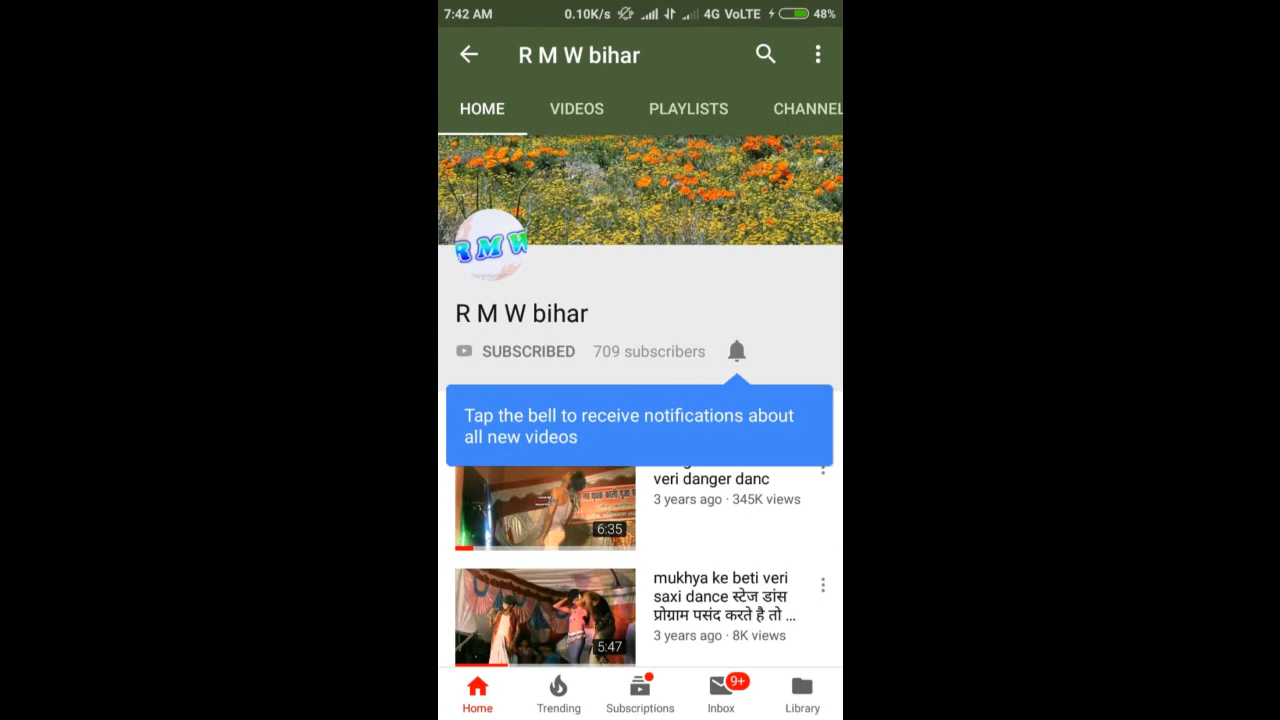 7:42 AM 0.10K/s 4G VoLTE 48%
R M W bihar
HOME VIDEOS PLAYLISTS CHANNEL
R M W
R M W bihar
SUBSCRIBED 709 subscribers
Tap the bell to receive notifications about
all new videos
veri danger danc
3 years ago · 345K views
6:35
mukhya ke beti veri
saxi dance स्टेज डांस
प्रोग्राम पसंद करते है तो ...
3 years ago · 8K views
5:47
9+
Home Trending Subscriptions Inbox Library